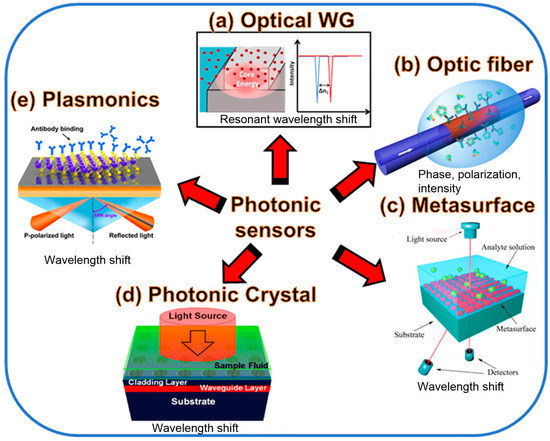 (a) Optical WG
Core
Energy
Intensity
Δn₁
Resonant wavelength shift
(b) Optic fiber
Phase, polarization,
intensity
(e) Plasmonics
Antibody binding
SPR angle
P-polarized light
Reflected light
Wavelength shift
Photonic
sensors
(c) Metasurface
Light source
Analyte solution
Substrate
Metasurface
Detectors
Wavelength shift
(d) Photonic Crystal
Light Source
Sample Fluid
Cladding Layer
Waveguide Layer
Substrate
Wavelength shift